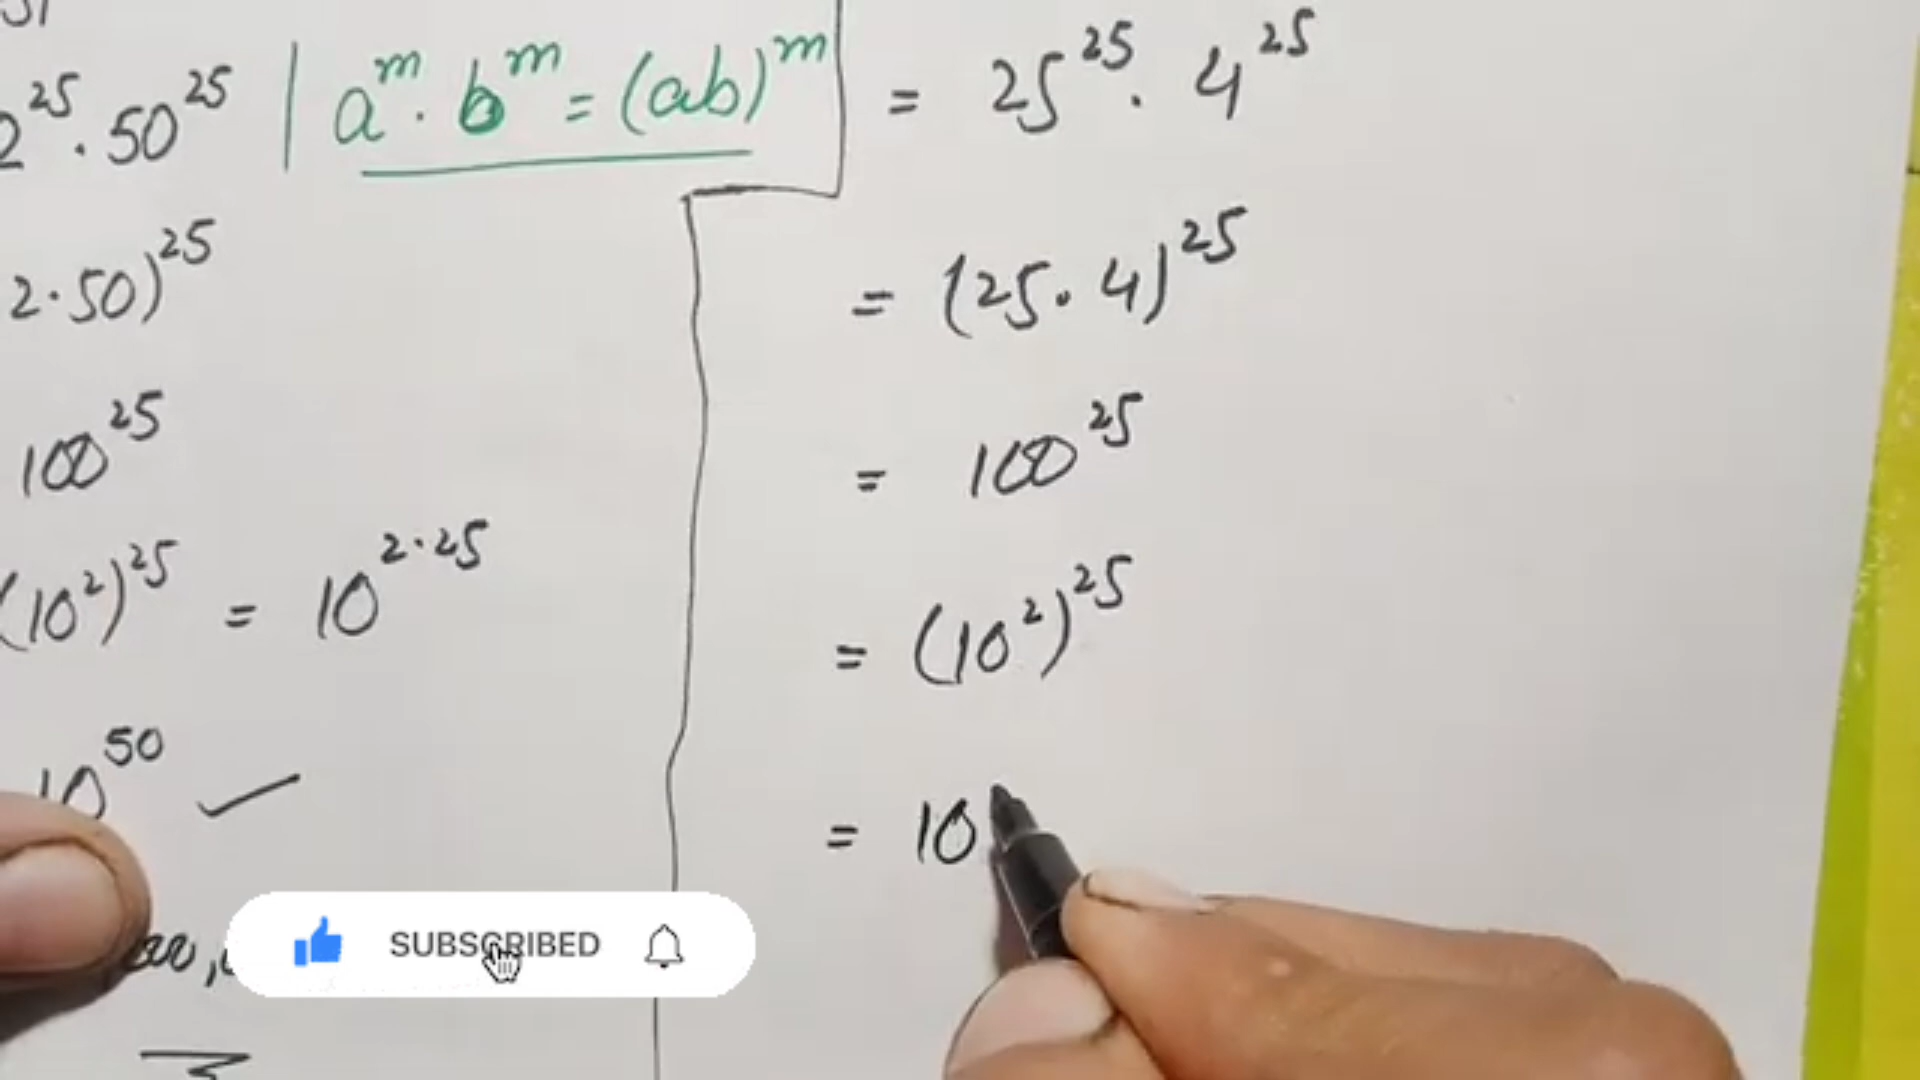 2²⁵ · 50²⁵ | aᵐ · bᵐ = (ab)ᵐ
2 · 50)²⁵
100²⁵
(10²)²⁵ = 10²·²⁵
10⁵⁰ ✓
= 25²⁵ · 4²⁵
= (25 · 4)²⁵
= 100²⁵
= (10²)²⁵
= 10
SUBSCRIBED